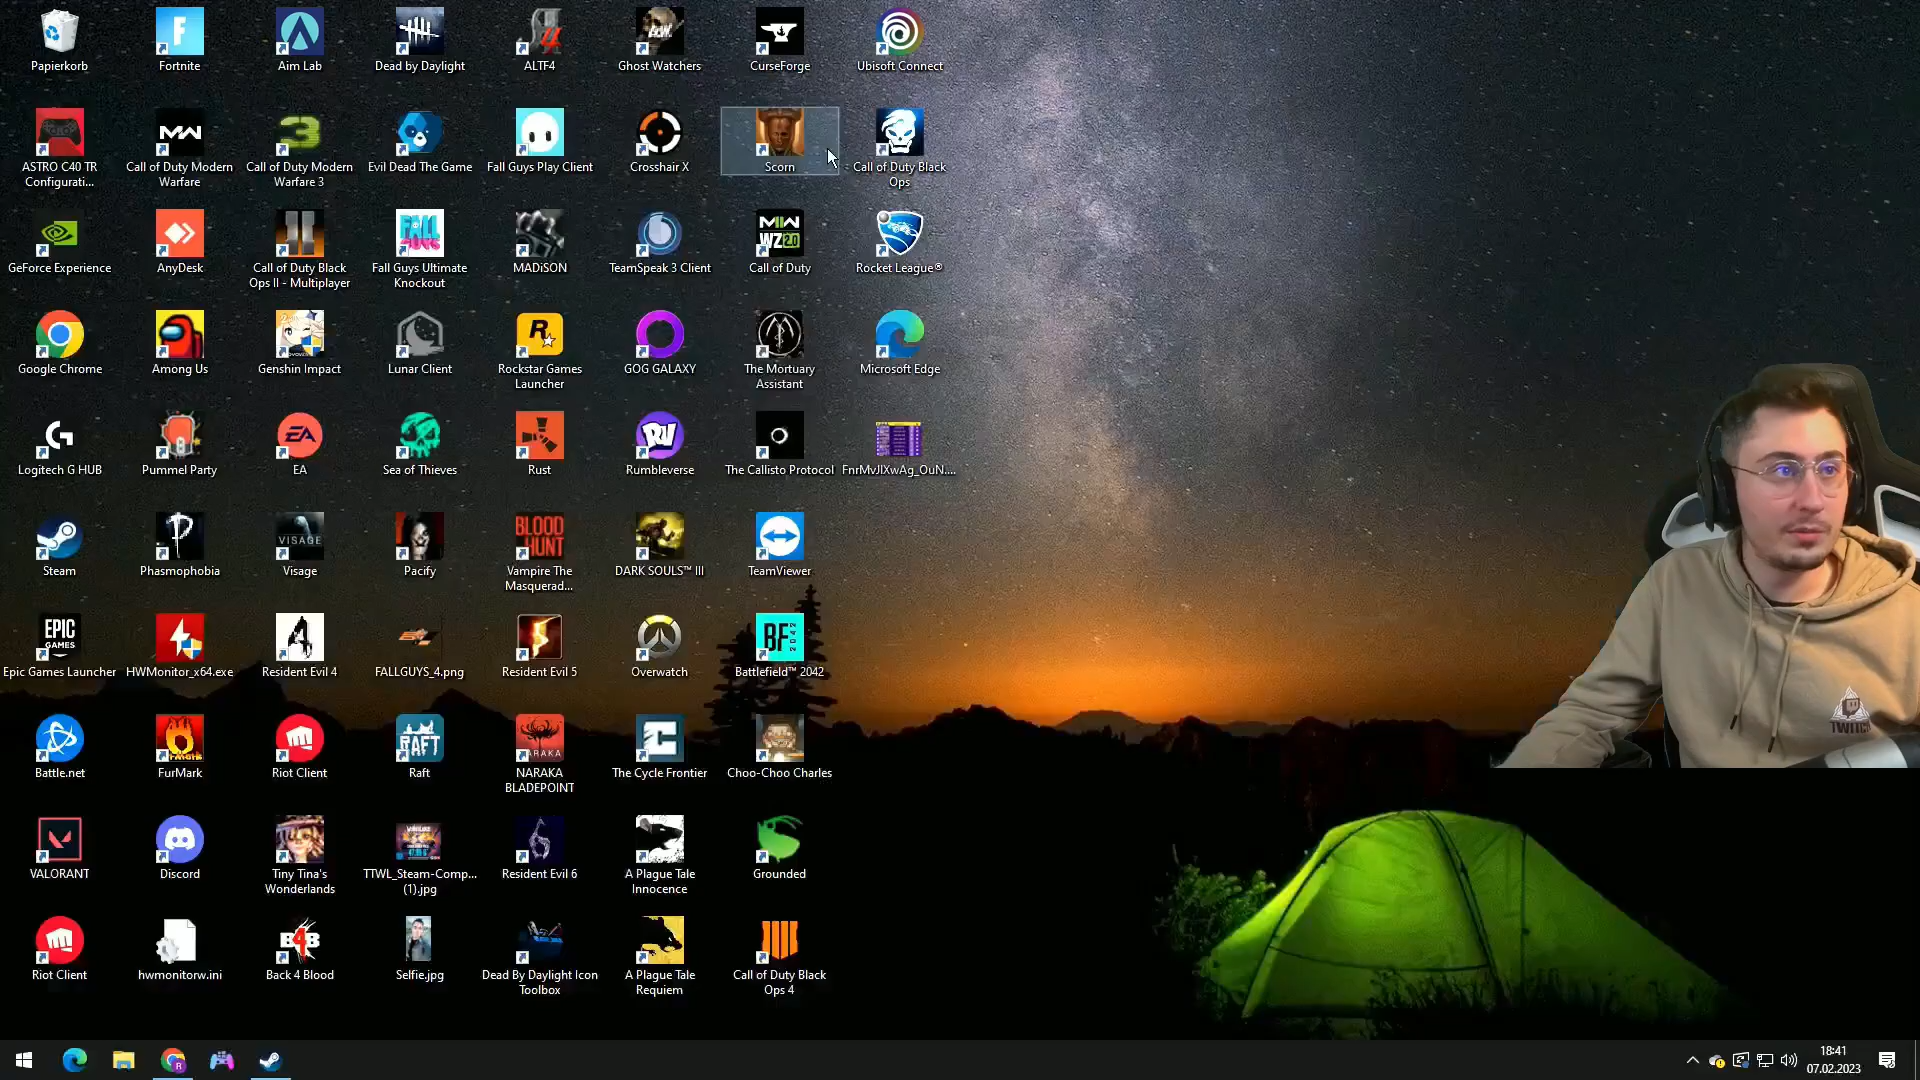 Papierkorb
Fortnite
Aim Lab
Dead by Daylight
ALTF4
Ghost Watchers
CurseForge
Ubisoft Connect
ASTRO C40 TR
Configurati...
Call of Duty Modern
Warfare
Call of Duty Modern
Warfare 3
Evil Dead The Game
Fall Guys Play Client
Crosshair X
Scorn
Call of Duty Black
Ops
GeForce Experience
AnyDesk
Call of Duty Black
Ops II - Multiplayer
Fall Guys Ultimate
Knockout
MADiSON
TeamSpeak 3 Client
Call of Duty
Rocket League®
Google Chrome
Among Us
Genshin Impact
Lunar Client
Rockstar Games
Launcher
GOG GALAXY
The Mortuary
Assistant
Microsoft Edge
Logitech G HUB
Pummel Party
EA
Sea of Thieves
Rust
Rumbleverse
The Callisto Protocol
FnrMvJlXwAg_OuN....
Steam
Phasmophobia
Visage
Pacify
Vampire The
Masquerad...
DARK SOULS™ III
TeamViewer
Epic Games Launcher
HWMonitor_x64.exe
Resident Evil 4
FALLGUYS_4.png
Resident Evil 5
Overwatch
Battlefield™ 2042
Battle.net
FurMark
Riot Client
Raft
NARAKA
BLADEPOINT
The Cycle Frontier
Choo-Choo Charles
VALORANT
Discord
Tiny Tina's
Wonderlands
TTWL_Steam-Comp...
(1).jpg
Resident Evil 6
A Plague Tale
Innocence
Grounded
Riot Client
hwmonitorw.ini
Back 4 Blood
Selfie.jpg
Dead By Daylight Icon
Toolbox
A Plague Tale
Requiem
Call of Duty Black
Ops 4
TWITCH
18:41
07.02.2023